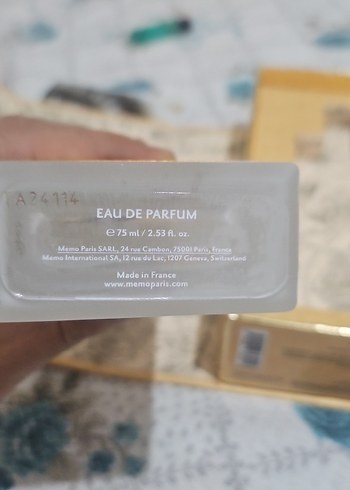 A24114
EAU DE PARFUM
℮ 75 ml / 2.53 fl. oz.
Memo Paris SARL, 24 rue Cambon, 75001 Paris, France
Memo International SA, 12 rue de Lac, 1207 Geneva, Switzerland
Made in France
www.memoparis.com